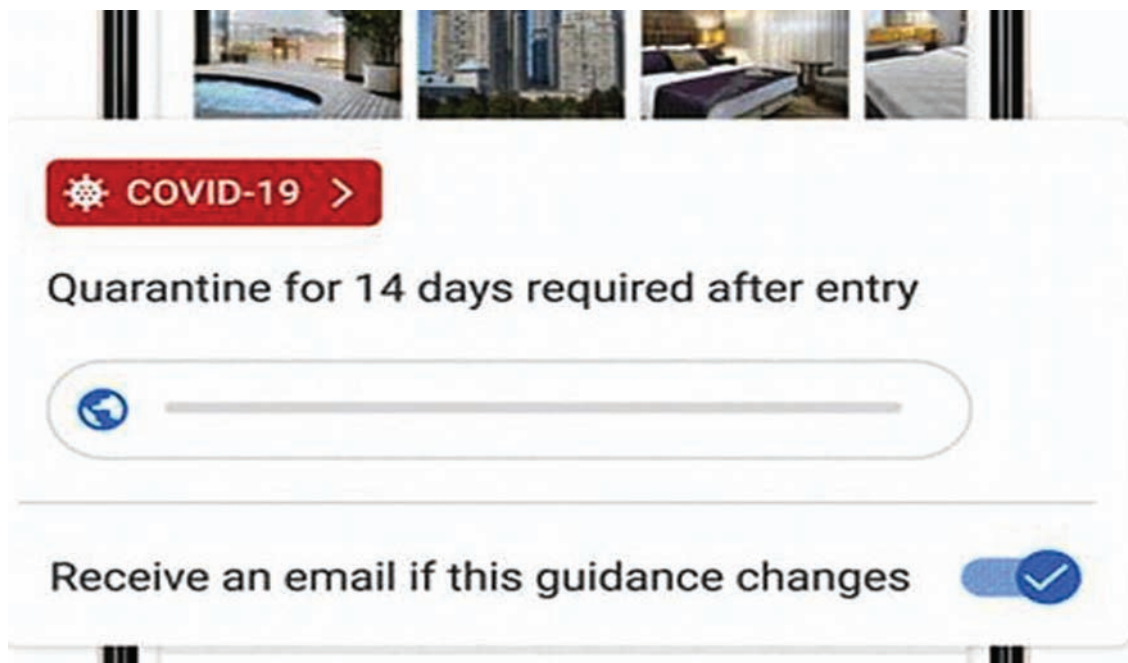 COVID-19 >
Quarantine for 14 days required after entry
Receive an email if this guidance changes